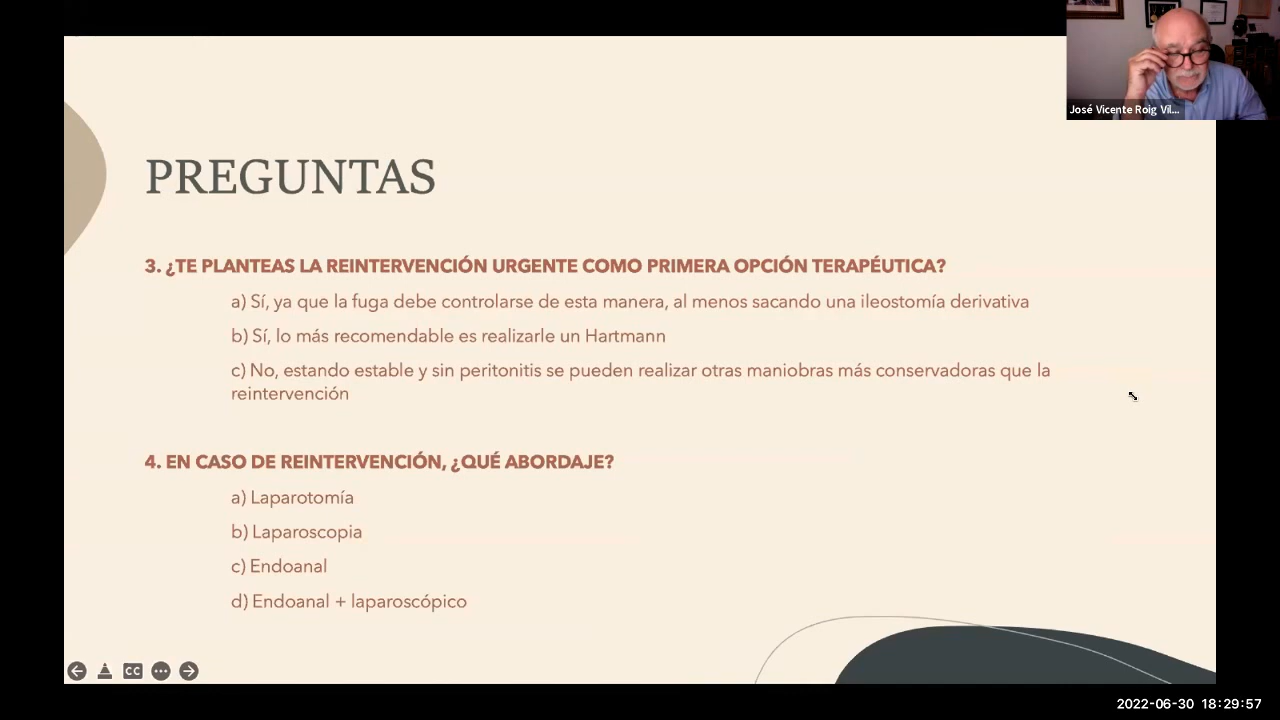 José Vicente Roig Vil...
PREGUNTAS
3. ¿TE PLANTEAS LA REINTERVENCIÓN URGENTE COMO PRIMERA OPCIÓN TERAPÉUTICA?
a) Sí, ya que la fuga debe controlarse de esta manera, al menos sacando una ileostomía derivativa
b) Sí, lo más recomendable es realizarle un Hartmann
c) No, estando estable y sin peritonitis se pueden realizar otras maniobras más conservadoras que la
reintervención
4. EN CASO DE REINTERVENCIÓN, ¿QUÉ ABORDAJE?
a) Laparotomía
b) Laparoscopia
c) Endoanal
d) Endoanal + laparoscópico
CC
2022-06-30 18:29:57